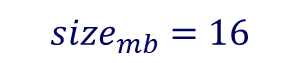 size_mb = 16